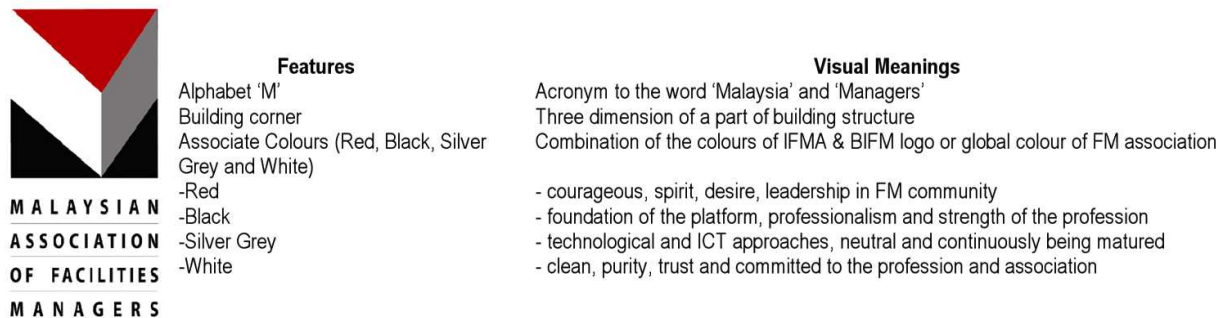 MALAYSIAN
ASSOCIATION
OF FACILITIES
MANAGERS
Features Visual Meanings
Alphabet ‘M’ Acronym to the word ‘Malaysia’ and ‘Managers’
Building corner Three dimension of a part of building structure
Associate Colours (Red, Black, Silver Combination of the colours of IFMA & BIFM logo or global colour of FM association
Grey and White)
-Red - courageous, spirit, desire, leadership in FM community
-Black - foundation of the platform, professionalism and strength of the profession
-Silver Grey - technological and ICT approaches, neutral and continuously being matured
-White - clean, purity, trust and committed to the profession and association